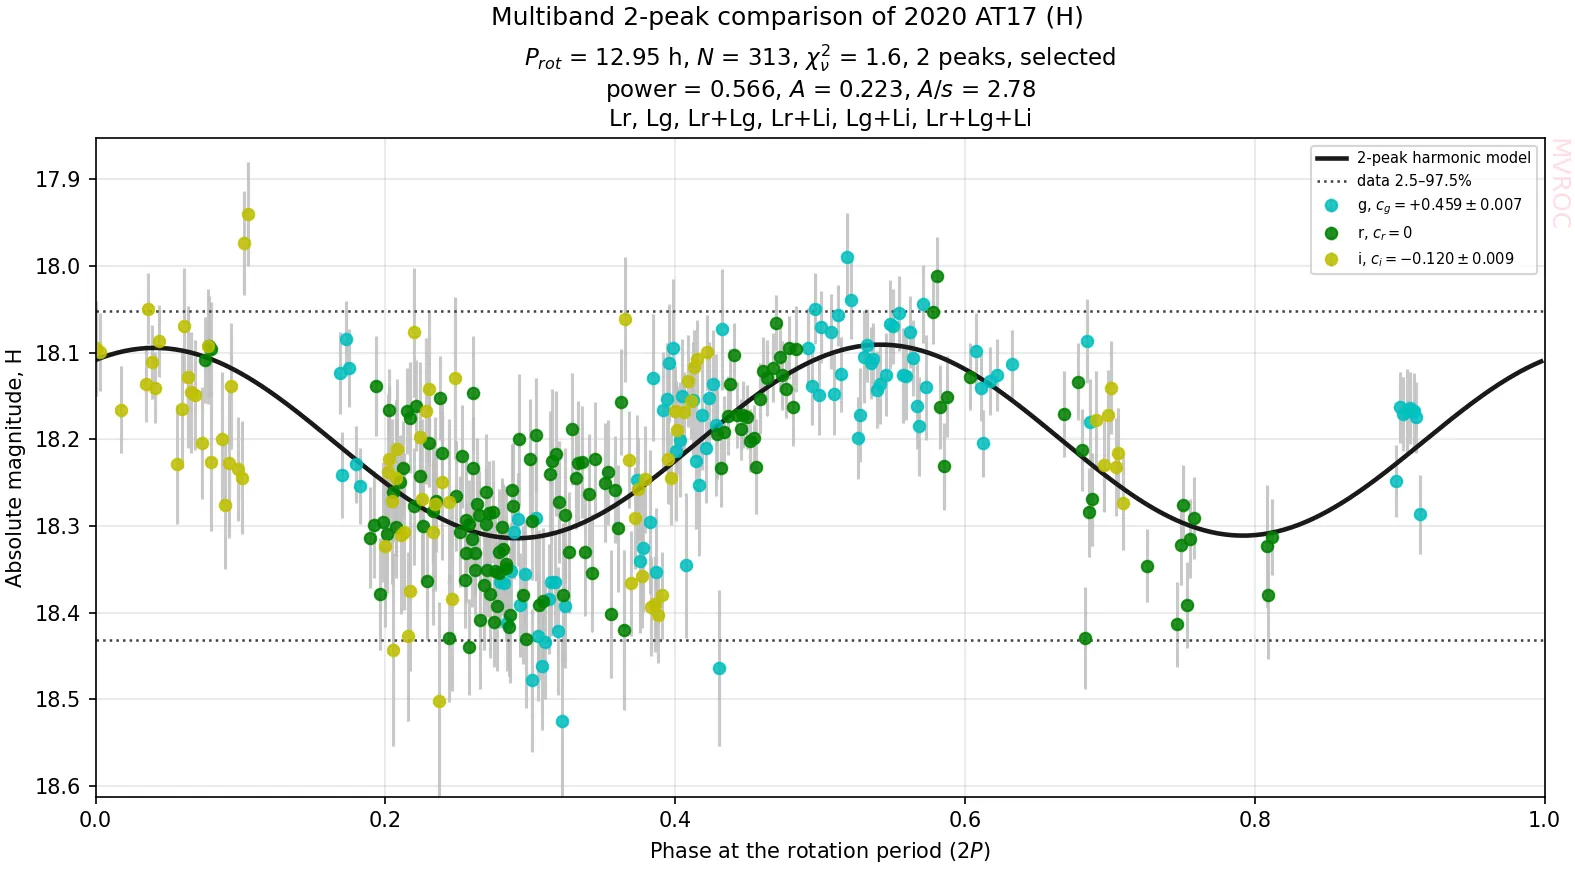 Multiband 2-peak comparison of 2020 AT17 (H)
P_rot = 12.95 h, N = 313, χ²_ν = 1.6, 2 peaks, selected
power = 0.566, A = 0.223, A/s = 2.78
Lr, Lg, Lr+Lg, Lr+Li, Lg+Li, Lr+Lg+Li
2-peak harmonic model
data 2.5–97.5%
g, c_g = +0.459 ± 0.007
r, c_r = 0
i, c_i = −0.120 ± 0.009
MVROC
Absolute magnitude, H
17.9
18.0
18.1
18.2
18.3
18.4
18.5
18.6
0.0 0.2 0.4 0.6 0.8 1.0
Phase at the rotation period (2P)